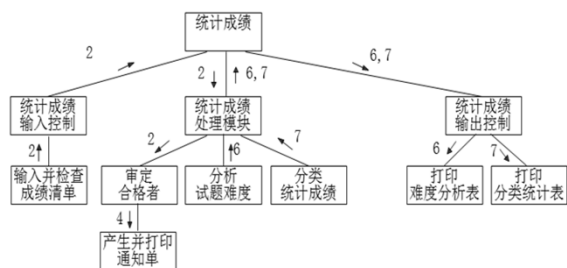 统计成绩
2
2
6,7
6,7
统计成绩
输入控制
统计成绩
处理模块
统计成绩
输出控制
2
2
6
7
6
7
输入并检查
成绩清单
审定
合格者
分析
试题难度
分类
统计成绩
打印
难度分析表
打印
分类统计表
4
产生并打印
通知单